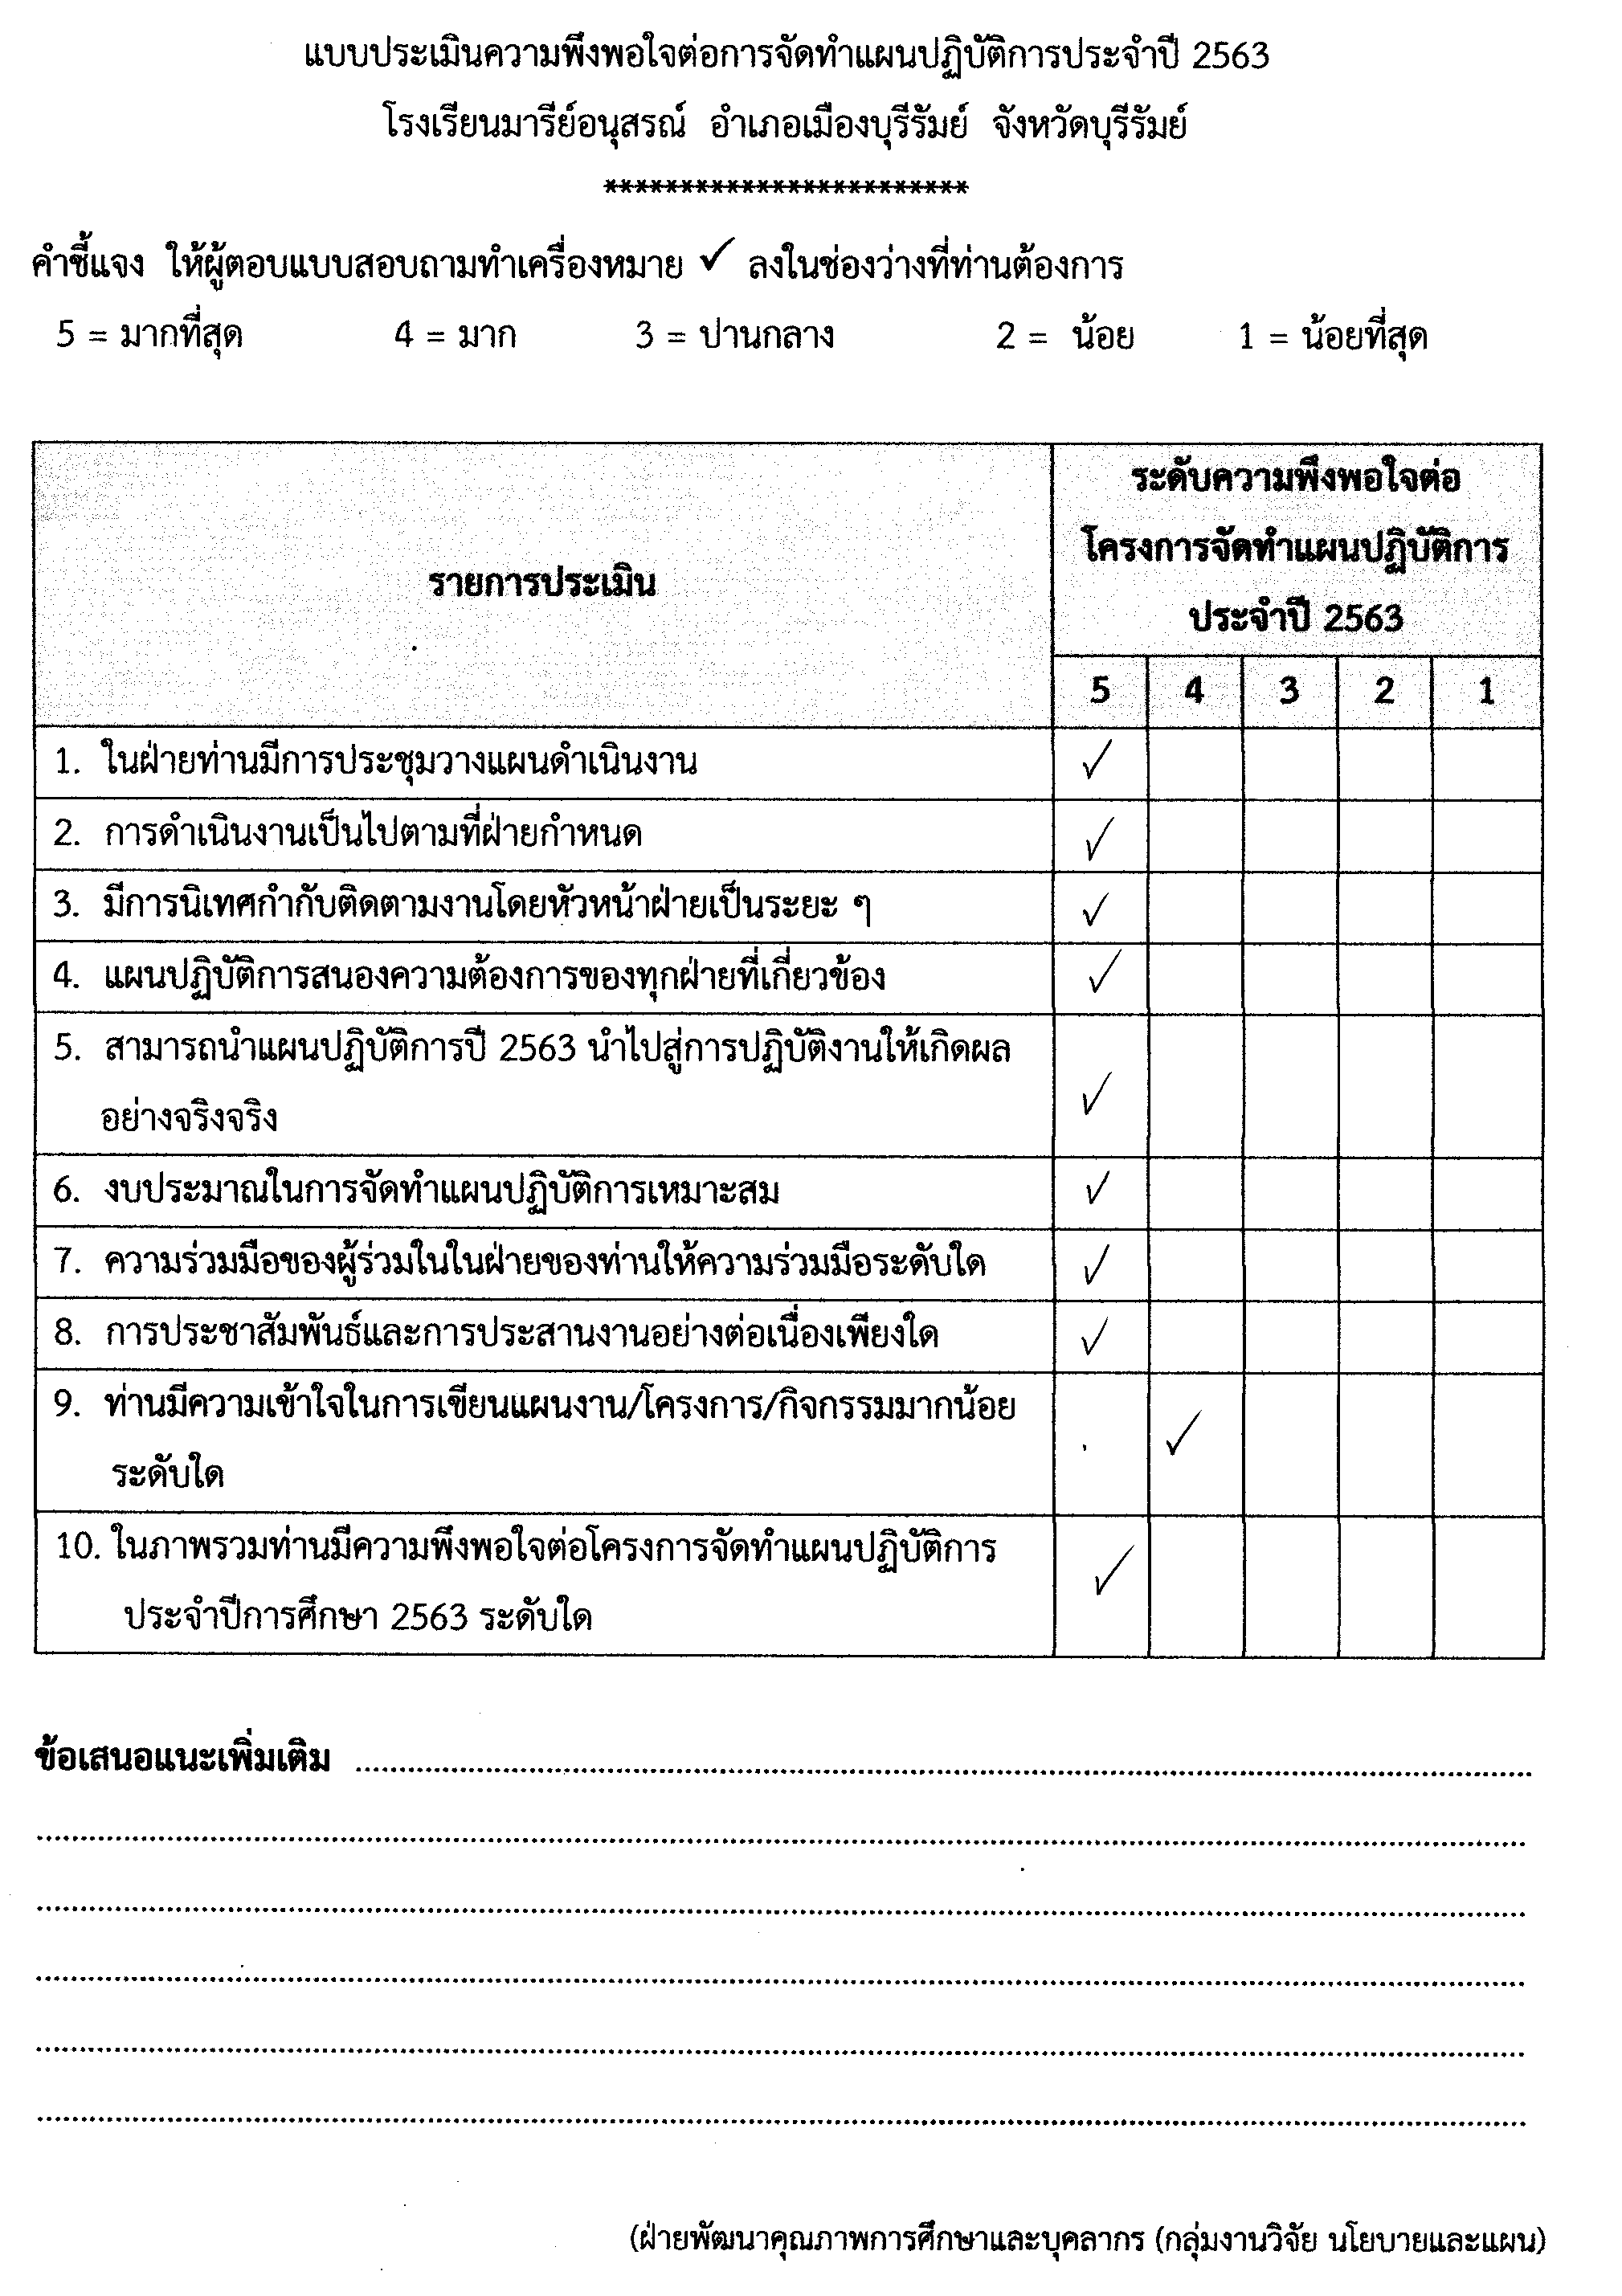 แบบประเมินความพึงพอใจต่อการจัดทำแผนปฏิบัติการประจำปี 2563
โรงเรียนมารีย์อนุสรณ์ อำเภอเมืองบุรีรัมย์ จังหวัดบุรีรัมย์
************************
คำชี้แจง ให้ผู้ตอบแบบสอบถามทำเครื่องหมาย ✓ ลงในช่องว่างที่ท่านต้องการ
5 = มากที่สุด 4 = มาก 3 = ปานกลาง 2 = น้อย 1 = น้อยที่สุด
รายการประเมิน
ระดับความพึงพอใจต่อ
โครงการจัดทำแผนปฏิบัติการ
ประจำปี 2563
5 4 3 2 1
1. ในฝ่ายท่านมีการประชุมวางแผนดำเนินงาน ✓
2. การดำเนินงานเป็นไปตามที่ฝ่ายกำหนด ✓
3. มีการนิเทศกำกับติดตามงานโดยหัวหน้าฝ่ายเป็นระยะ ๆ ✓
4. แผนปฏิบัติการสนองความต้องการของทุกฝ่ายที่เกี่ยวข้อง ✓
5. สามารถนำแผนปฏิบัติการปี 2563 นำไปสู่การปฏิบัติงานให้เกิดผล
อย่างจริงจริง ✓
6. งบประมาณในการจัดทำแผนปฏิบัติการเหมาะสม ✓
7. ความร่วมมือของผู้ร่วมในในฝ่ายของท่านให้ความร่วมมือระดับใด ✓
8. การประชาสัมพันธ์และการประสานงานอย่างต่อเนื่องเพียงใด ✓
9. ท่านมีความเข้าใจในการเขียนแผนงาน/โครงการ/กิจกรรมมากน้อย
ระดับใด ✓
10. ในภาพรวมท่านมีความพึงพอใจต่อโครงการจัดทำแผนปฏิบัติการ
ประจำปีการศึกษา 2563 ระดับใด ✓
ข้อเสนอแนะเพิ่มเติม
(ฝ่ายพัฒนาคุณภาพการศึกษาและบุคลากร (กลุ่มงานวิจัย นโยบายและแผน)